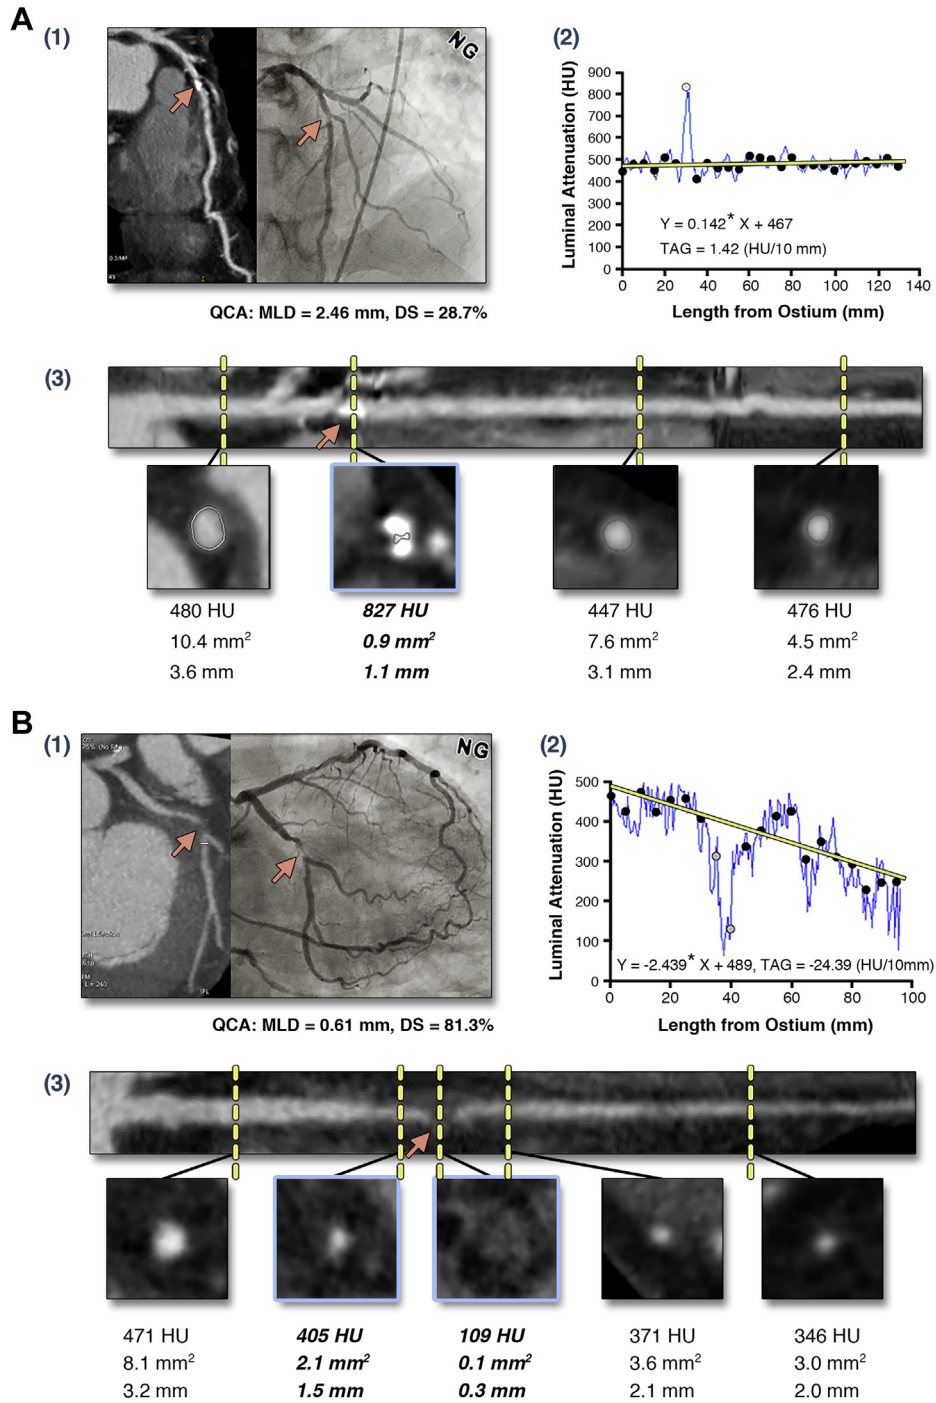 A
(1)
NG
QCA: MLD = 2.46 mm, DS = 28.7%
(2)
Luminal Attenuation (HU)
900
800
700
600
500
400
300
200
100
0
Y = 0.142* X + 467
TAG = 1.42 (HU/10 mm)
0 20 40 60 80 100 120 140
Length from Ostium (mm)
(3)
480 HU 827 HU 447 HU 476 HU
10.4 mm² 0.9 mm² 7.6 mm² 4.5 mm²
3.6 mm 1.1 mm 3.1 mm 2.4 mm
B
(1)
NG
QCA: MLD = 0.61 mm, DS = 81.3%
(2)
Luminal Attenuation (HU)
500
400
300
200
100
0
Y = -2.439* X + 489, TAG = -24.39 (HU/10mm)
0 20 40 60 80 100
Length from Ostium (mm)
(3)
471 HU 405 HU 109 HU 371 HU 346 HU
8.1 mm² 2.1 mm² 0.1 mm² 3.6 mm² 3.0 mm²
3.2 mm 1.5 mm 0.3 mm 2.1 mm 2.0 mm